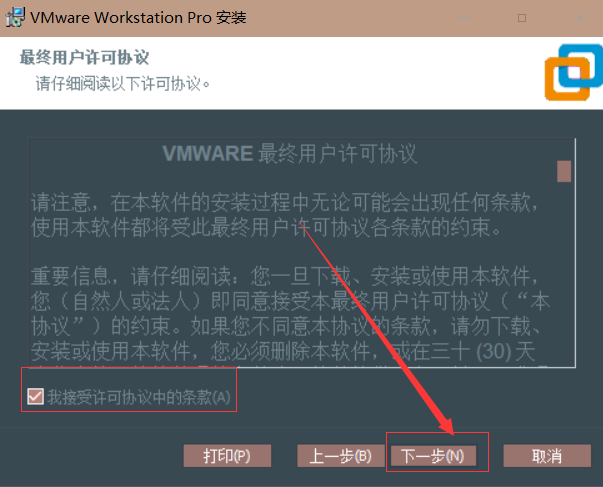 VMware Workstation Pro 安装
最终用户许可协议
请仔细阅读以下许可协议。
VMWARE 最终用户许可协议
请注意，在本软件的安装过程中无论可能会出现任何条款，
使用本软件都将受此最终用户许可协议各条款的约束。
重要信息，请仔细阅读：您一旦下载、安装或使用本软件，
您（自然人或法人）即同意接受本最终用户许可协议（“本
协议”）的约束。如果您不同意本协议的条款，请勿下载、
安装或使用本软件，您必须删除本软件，或在三十 (30) 天
我接受许可协议中的条款(A)
打印(P)
上一步(B)
下一步(N)
取消